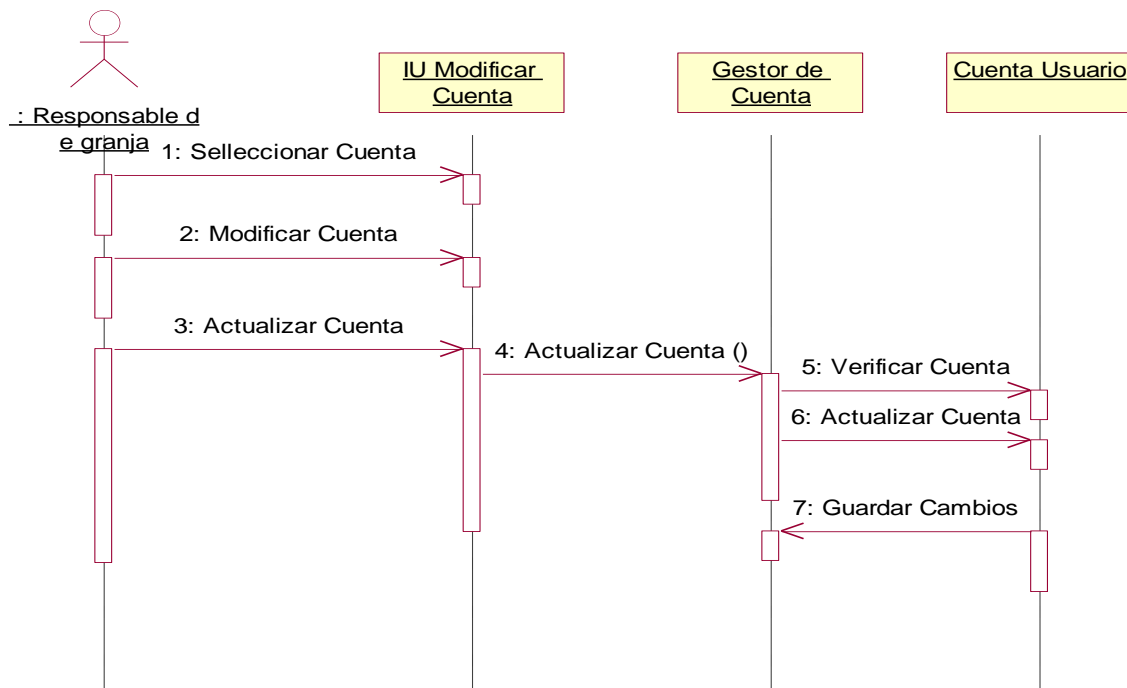 : Responsable d
e granja
IU Modificar
Cuenta
Gestor de
Cuenta
Cuenta Usuario
1: Selleccionar Cuenta
2: Modificar Cuenta
3: Actualizar Cuenta
4: Actualizar Cuenta ()
5: Verificar Cuenta
6: Actualizar Cuenta
7: Guardar Cambios